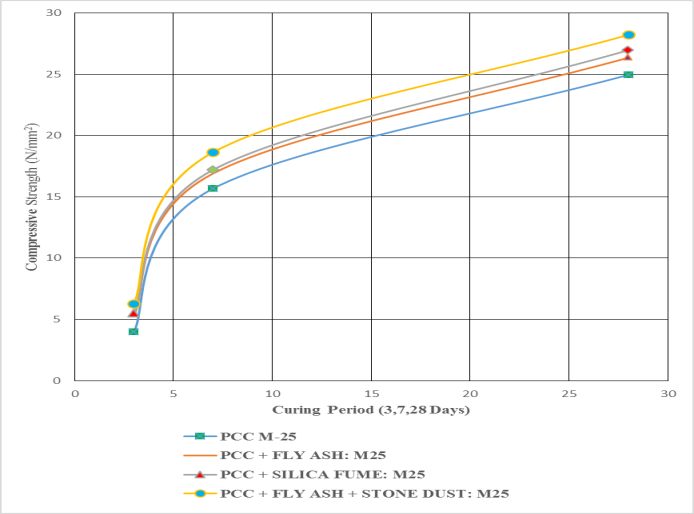 30
25
20
15
10
5
0
Compressive Strength (N/mm²)
0 5 10 15 20 25 30
Curing Period (3,7,28 Days)
PCC M-25
PCC + FLY ASH: M25
PCC + SILICA FUME: M25
PCC + FLY ASH + STONE DUST: M25